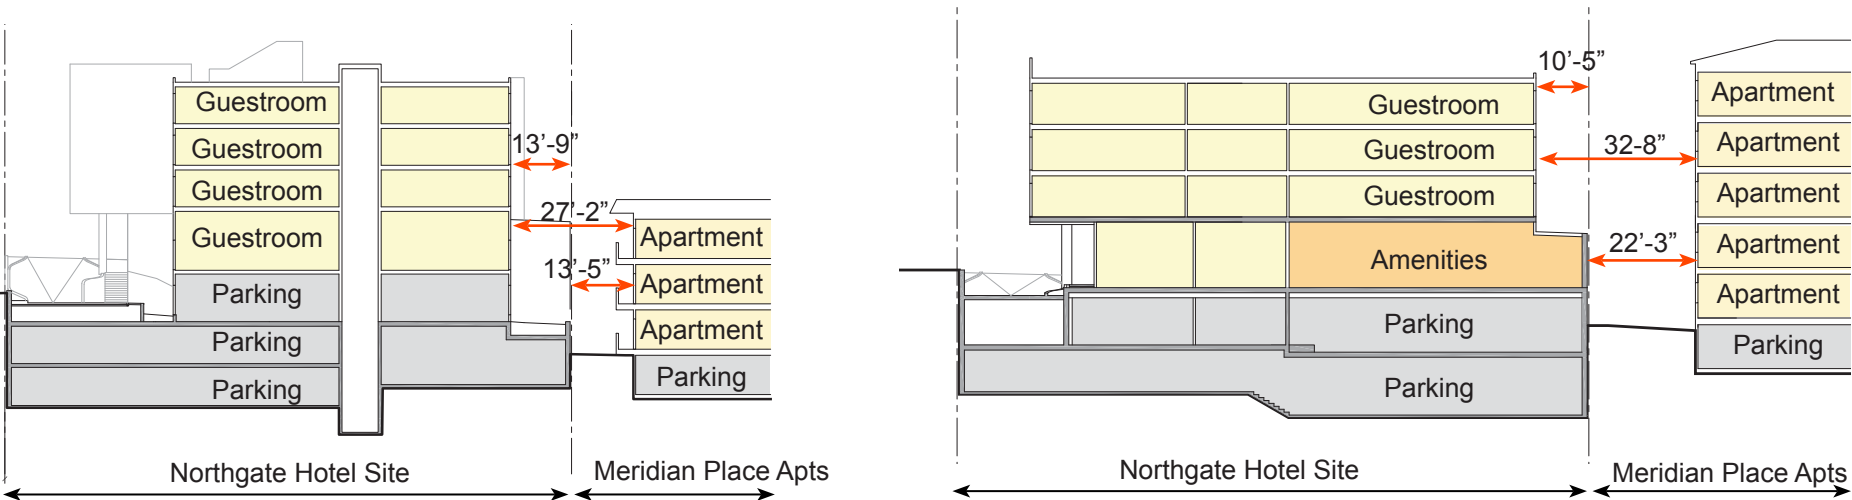 Guestroom
13’-9”
Guestroom
Guestroom
27’-2”
Guestroom
Apartment
13’-5”
Apartment
Parking
Apartment
Parking
Parking
Parking
Northgate Hotel Site
Meridian Place Apts
10’-5”
Guestroom
Apartment
32-8”
Guestroom
Apartment
Guestroom
Apartment
22’-3”
Amenities
Apartment
Apartment
Parking
Parking
Parking
Northgate Hotel Site
Meridian Place Apts